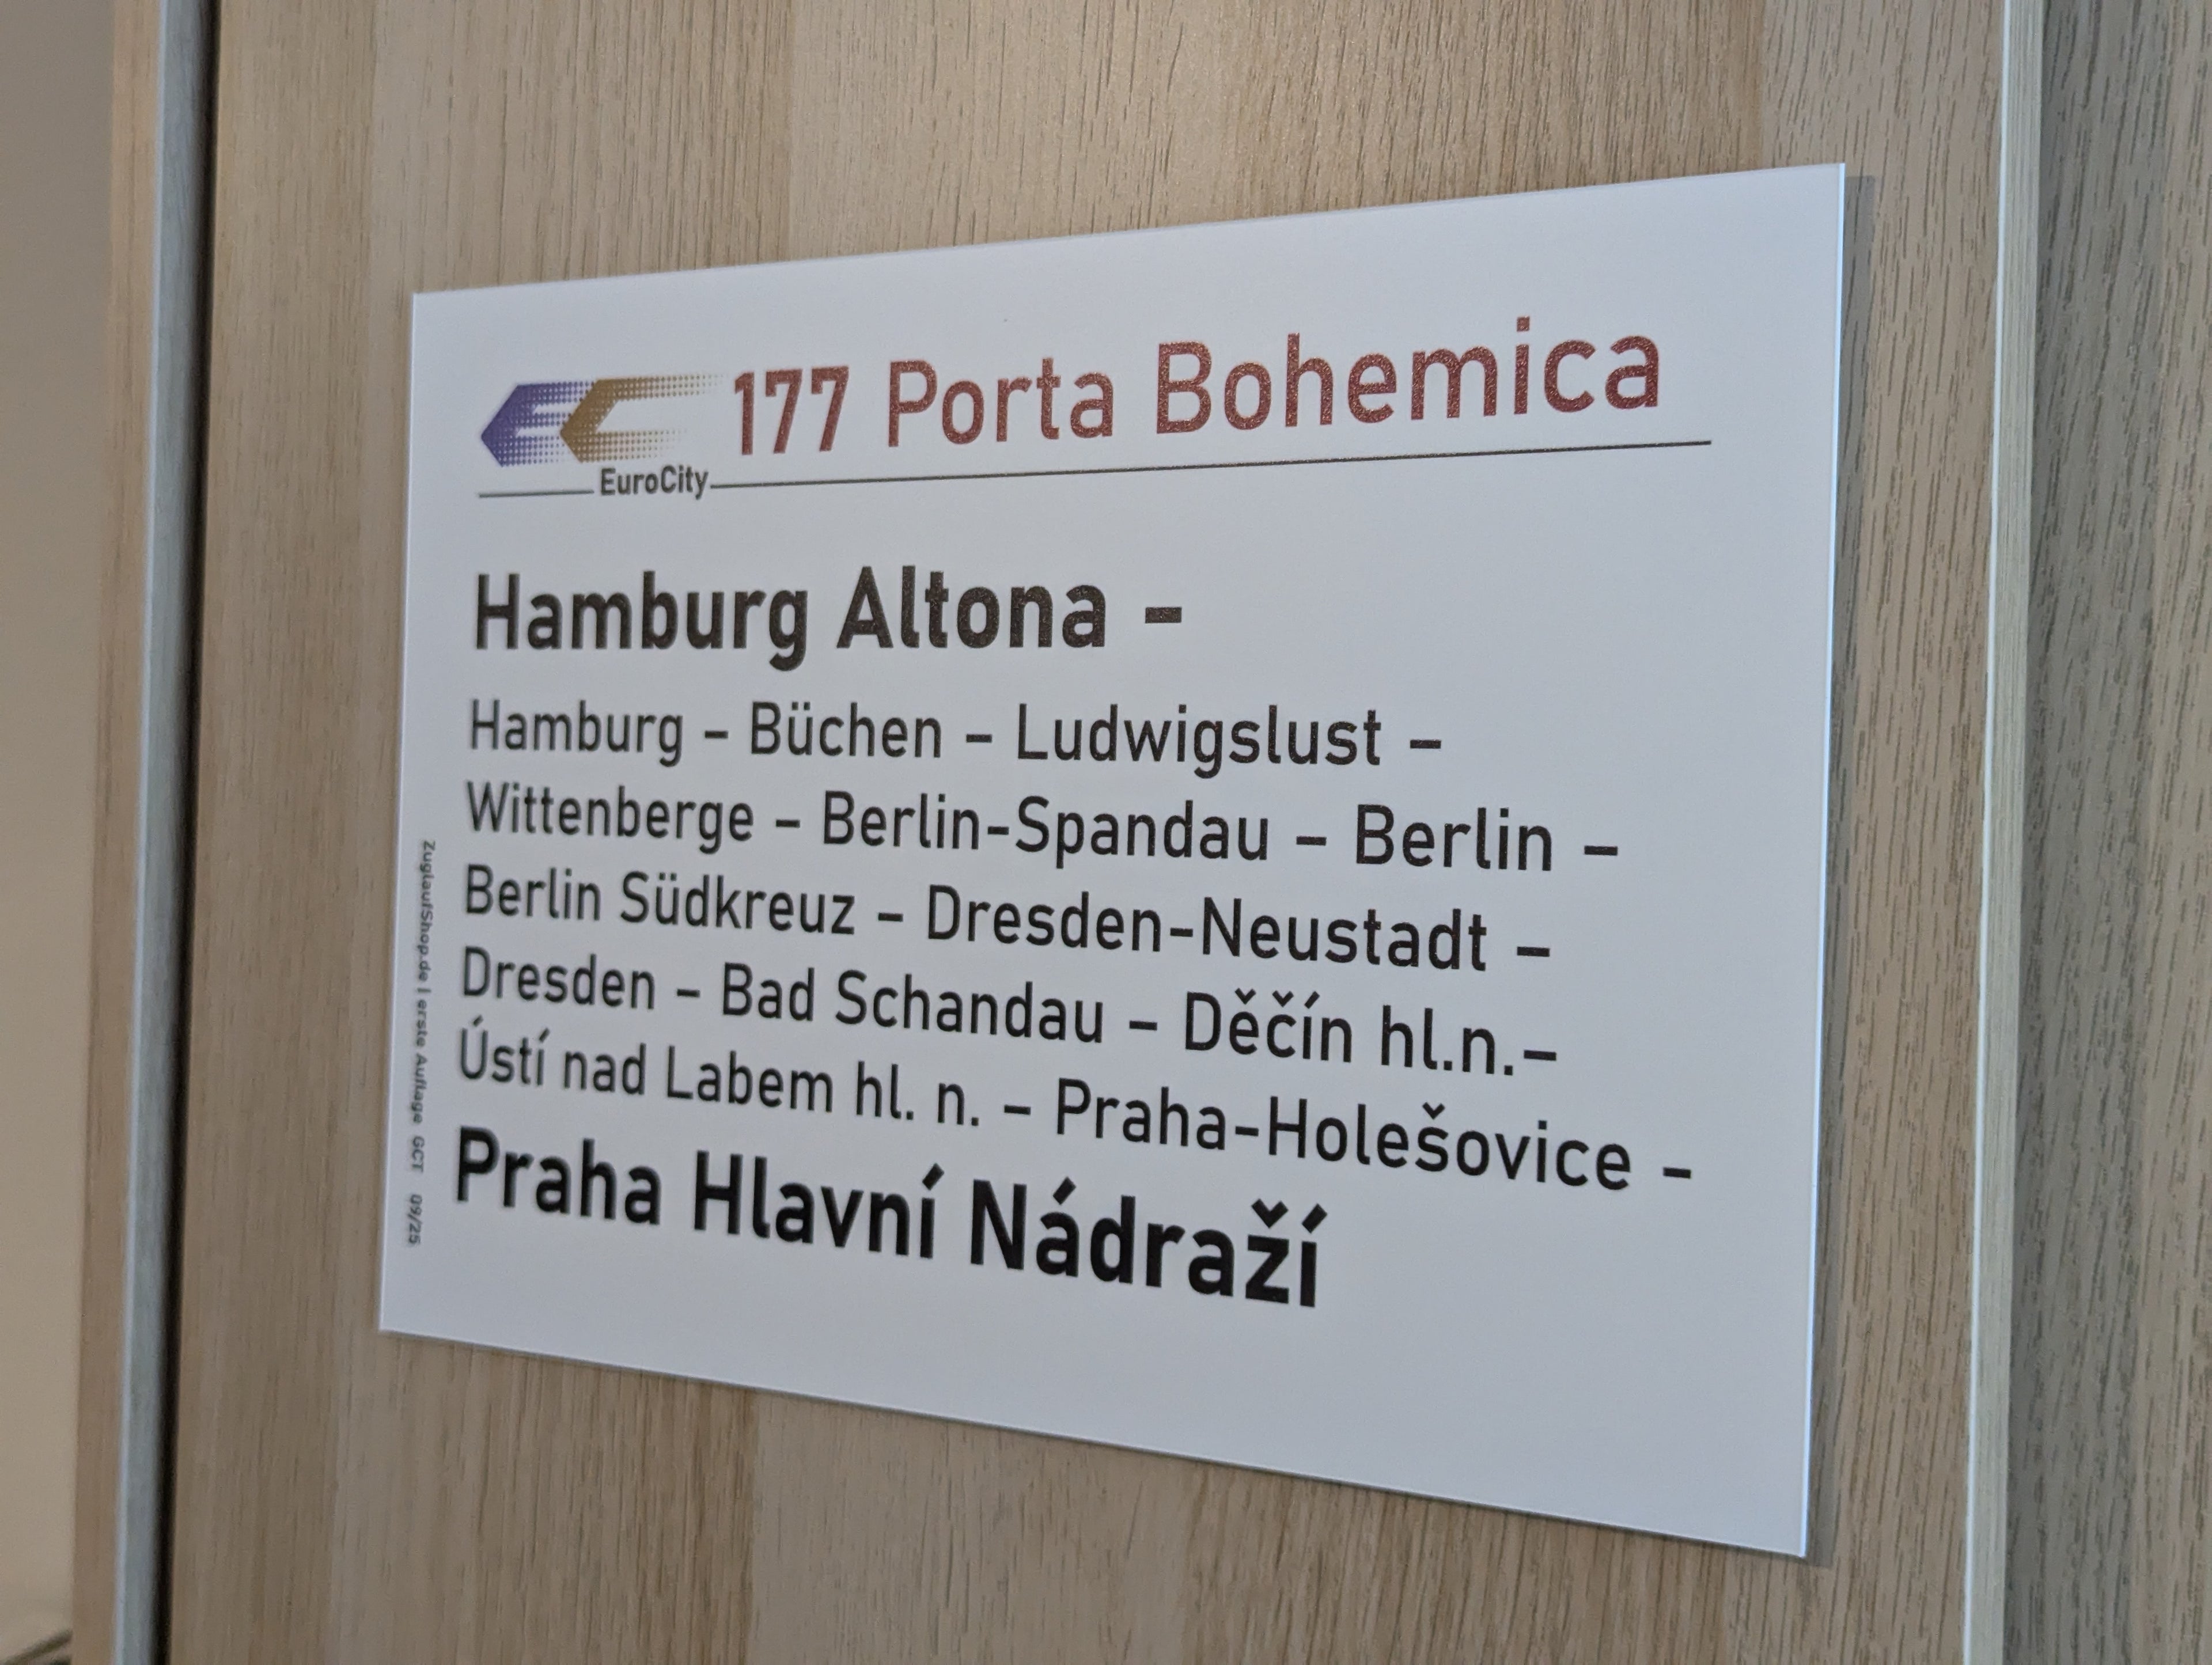 EC 177 Porta Bohemica
EuroCity
Hamburg Altona –
Hamburg – Büchen – Ludwigslust –
Wittenberge – Berlin-Spandau – Berlin –
Berlin Südkreuz – Dresden-Neustadt –
Dresden – Bad Schandau – Děčín hl.n.–
Ústí nad Labem hl. n. – Praha-Holešovice –
Praha Hlavní Nádraží
ZuglaufShop.de | erste Auflage GCT 09/25